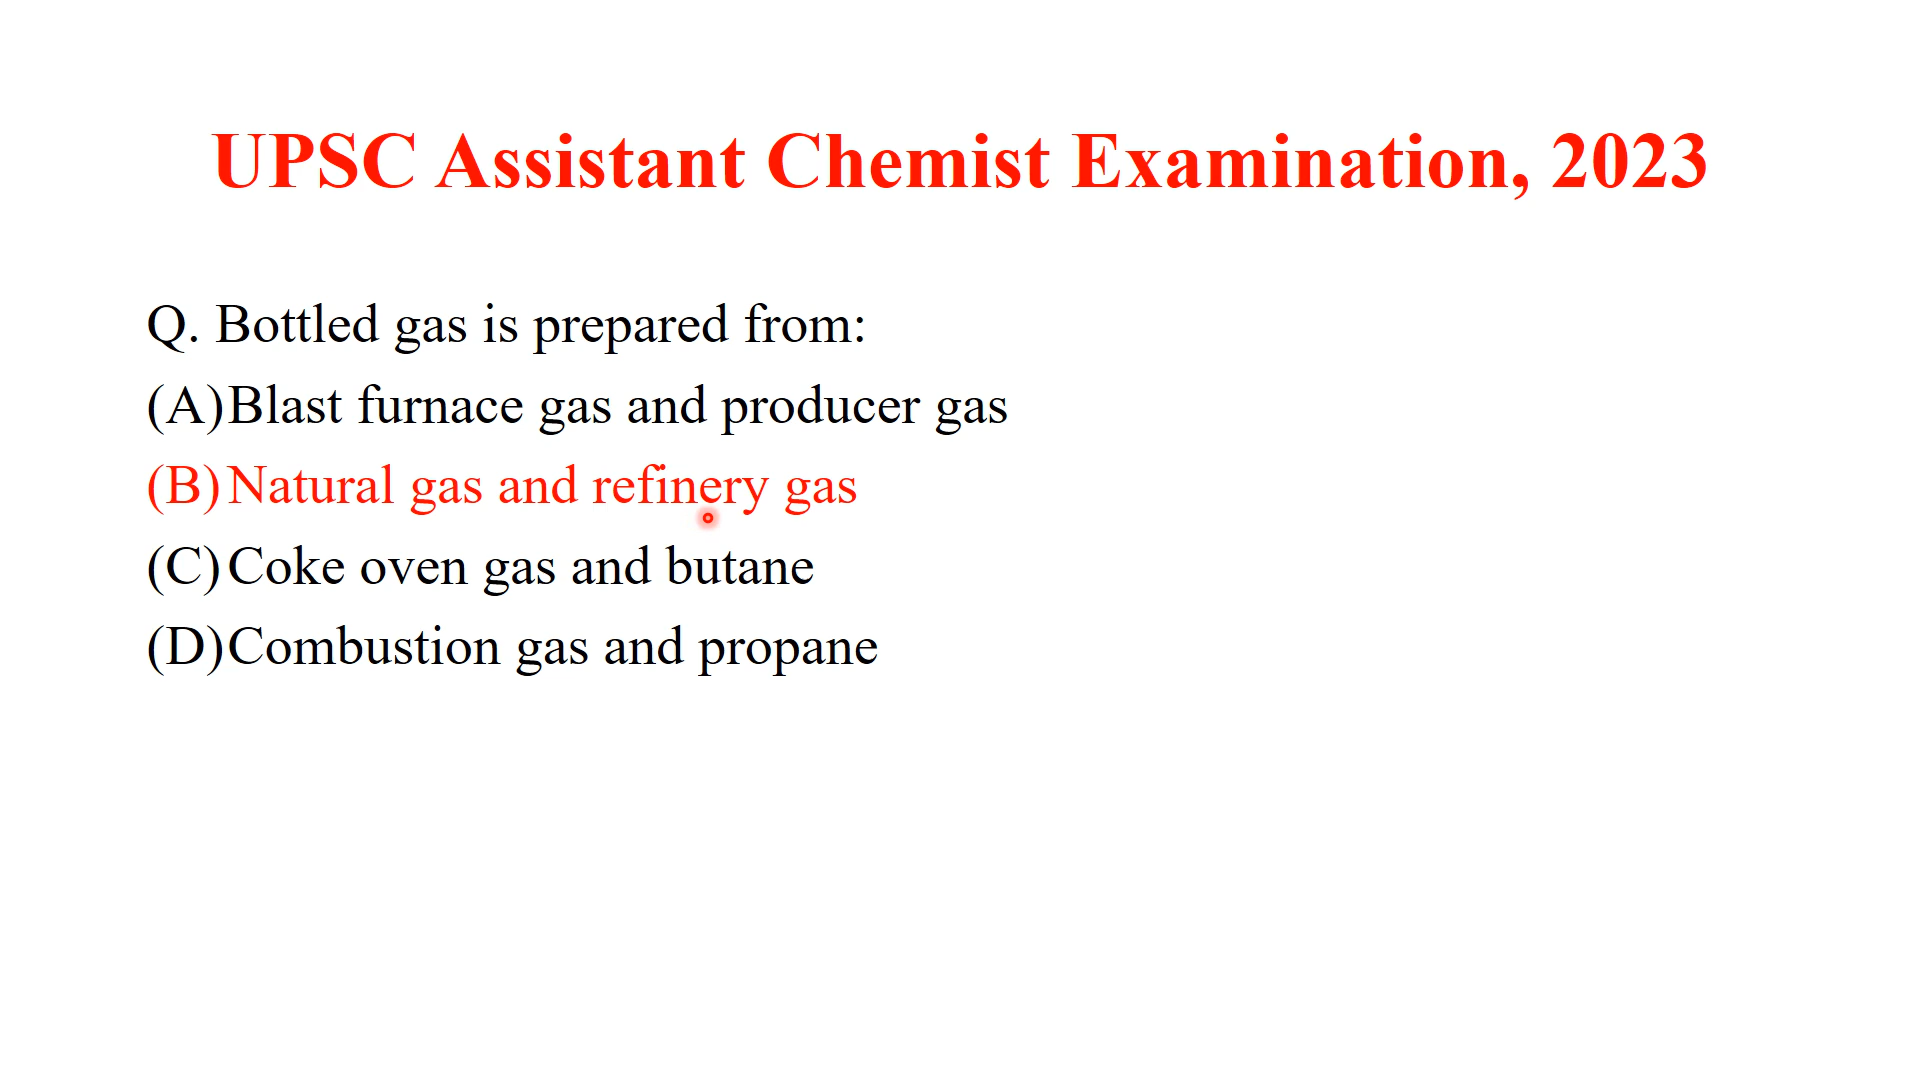 UPSC Assistant Chemist Examination, 2023
Q. Bottled gas is prepared from:
(A) Blast furnace gas and producer gas
(B) Natural gas and refinery gas
(C) Coke oven gas and butane
(D) Combustion gas and propane